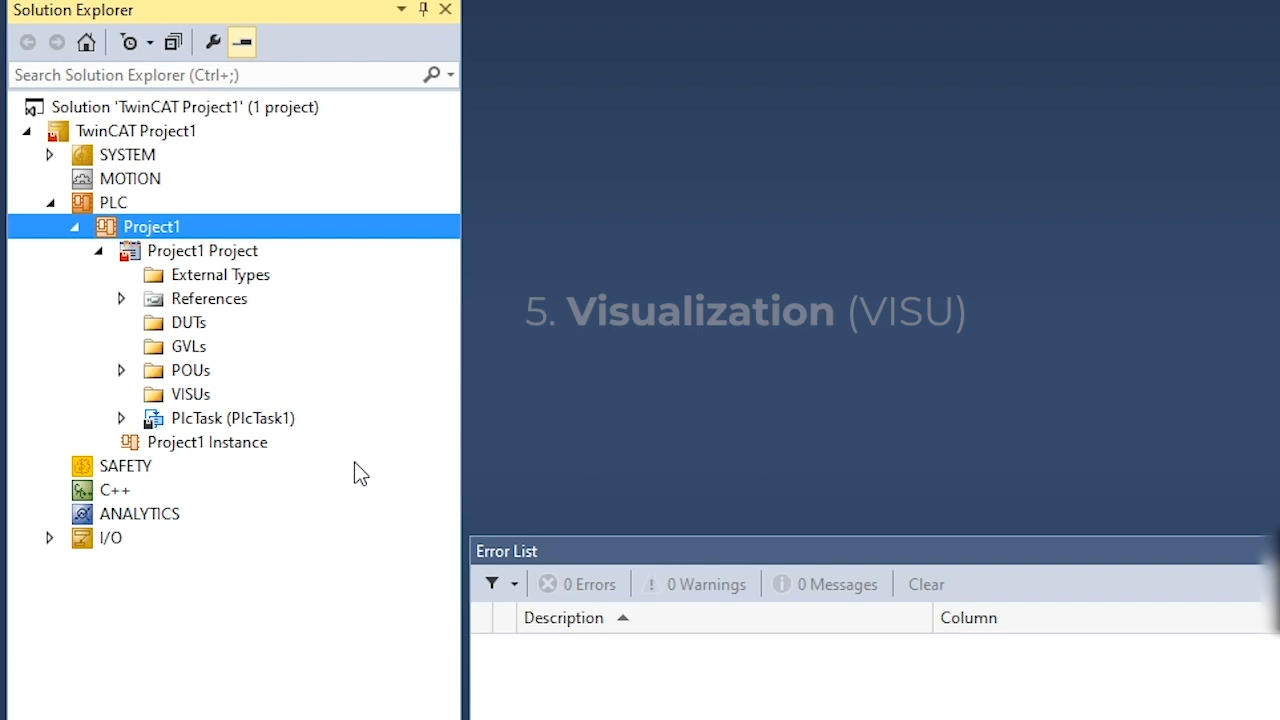 Solution Explorer
Search Solution Explorer (Ctrl+;)
Solution 'TwinCAT Project1' (1 project)
TwinCAT Project1
SYSTEM
MOTION
PLC
Project1
Project1 Project
External Types
References
DUTs
GVLs
POUs
VISUs
PlcTask (PlcTask1)
Project1 Instance
SAFETY
C++
ANALYTICS
I/O
5. Visualization (VISU)
Error List
0 Errors 0 Warnings 0 Messages Clear
Description Column